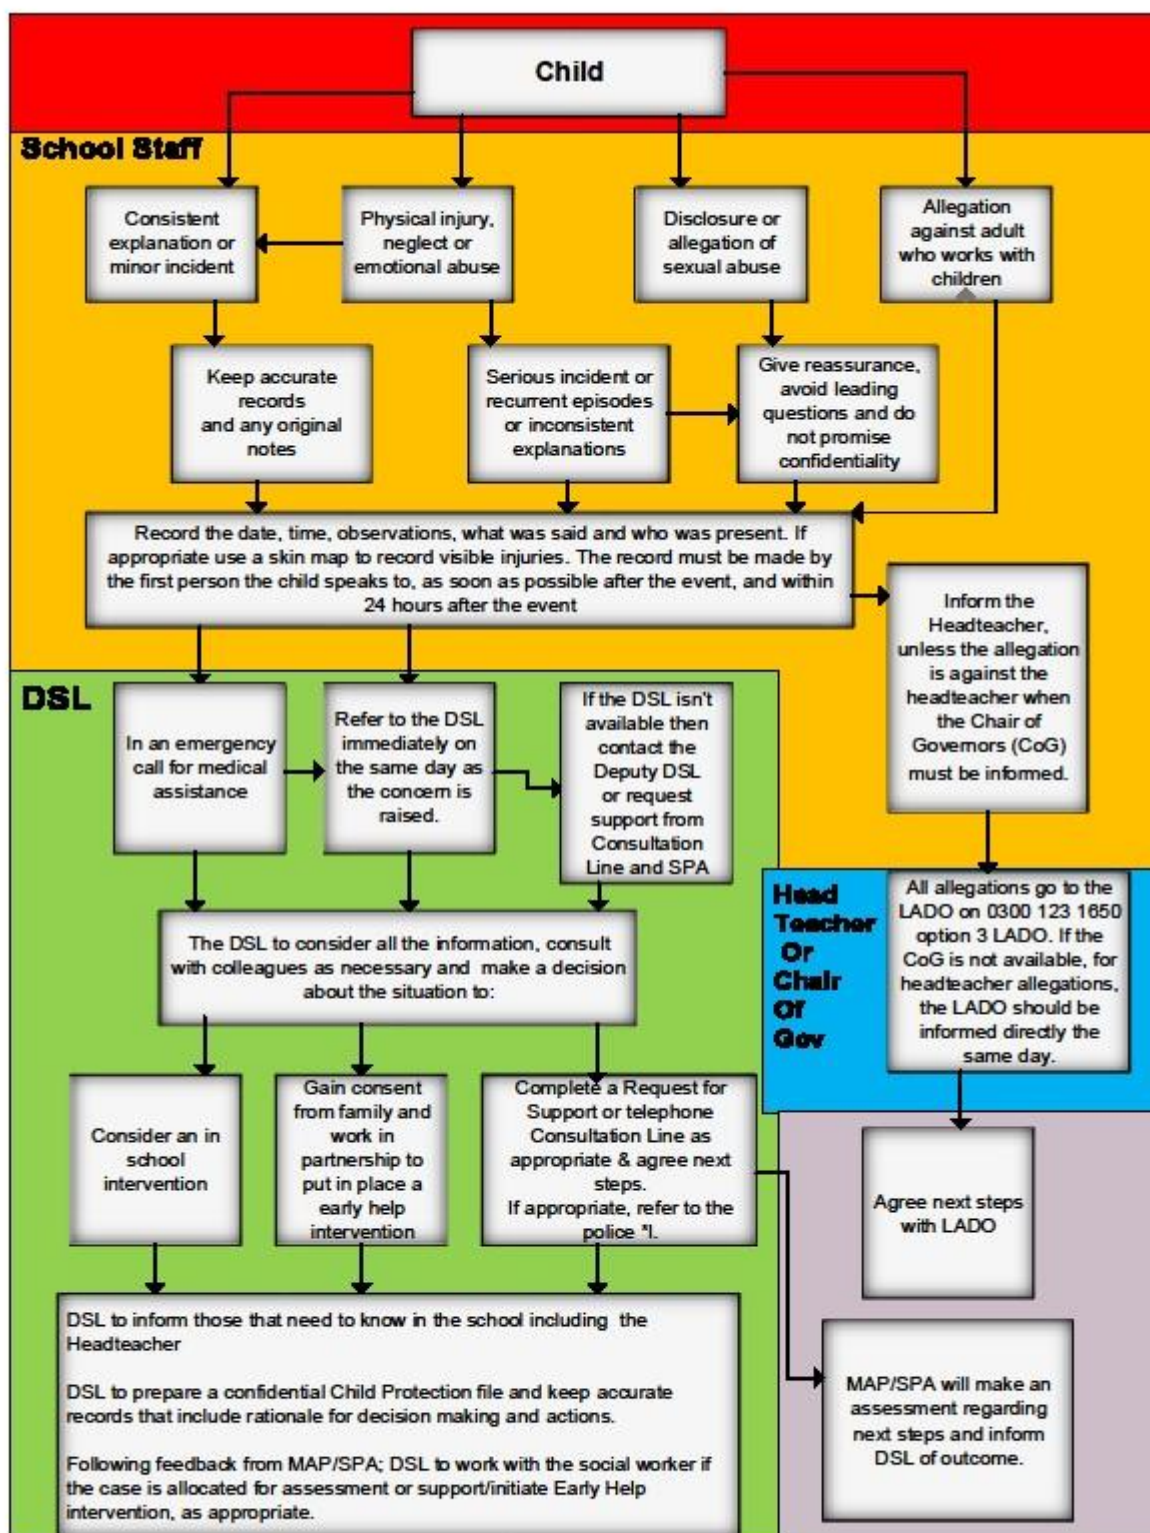 Child
School Staff
Consistent
explanation or
minor incident
Physical injury,
neglect or
emotional abuse
Disclosure or
allegation of
sexual abuse
Allegation
against adult
who works with
children
Keep accurate
records
and any original
notes
Serious incident or
recurrent episodes
or inconsistent
explanations
Give reassurance,
avoid leading
questions and do
not promise
confidentiality
Record the date, time, observations, what was said and who was present. If
appropriate use a skin map to record visible injuries. The record must be made by
the first person the child speaks to, as soon as possible after the event, and within
24 hours after the event
Inform the
Headteacher,
unless the allegation
is against the
headteacher when
the Chair of
Governors (CoG)
must be informed.
DSL
In an emergency
call for medical
assistance
Refer to the DSL
immediately on
the same day as
the concern is
raised.
If the DSL isn't
available then
contact the
Deputy DSL
or request
support from
Consultation
Line and SPA
Head
Teacher
Or
Chair
Of
Gov
All allegations go to the
LADO on 0300 123 1650
option 3 LADO. If the
CoG is not available, for
headteacher allegations,
the LADO should be
informed directly the
same day.
The DSL to consider all the information, consult
with colleagues as necessary and make a decision
about the situation to:
Consider an in
school
intervention
Gain consent
from family and
work in
partnership to
put in place a
early help
intervention
Complete a Request for
Support or telephone
Consultation Line as
appropriate & agree next
steps.
If appropriate, refer to the
police *I.
Agree next steps
with LADO
DSL to inform those that need to know in the school including the
Headteacher
DSL to prepare a confidential Child Protection file and keep accurate
records that include rationale for decision making and actions.
Following feedback from MAP/SPA; DSL to work with the social worker if
the case is allocated for assessment or support/initiate Early Help
intervention, as appropriate.
MAP/SPA will make an
assessment regarding
next steps and inform
DSL of outcome.